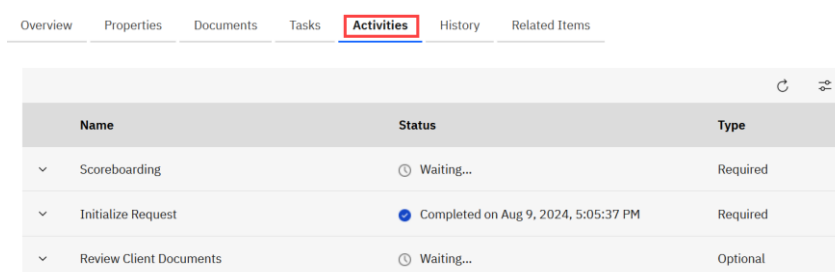 Overview Properties Documents Tasks Activities History Related Items
Name Status Type
Scoreboarding Waiting... Required
Initialize Request Completed on Aug 9, 2024, 5:05:37 PM Required
Review Client Documents Waiting... Optional